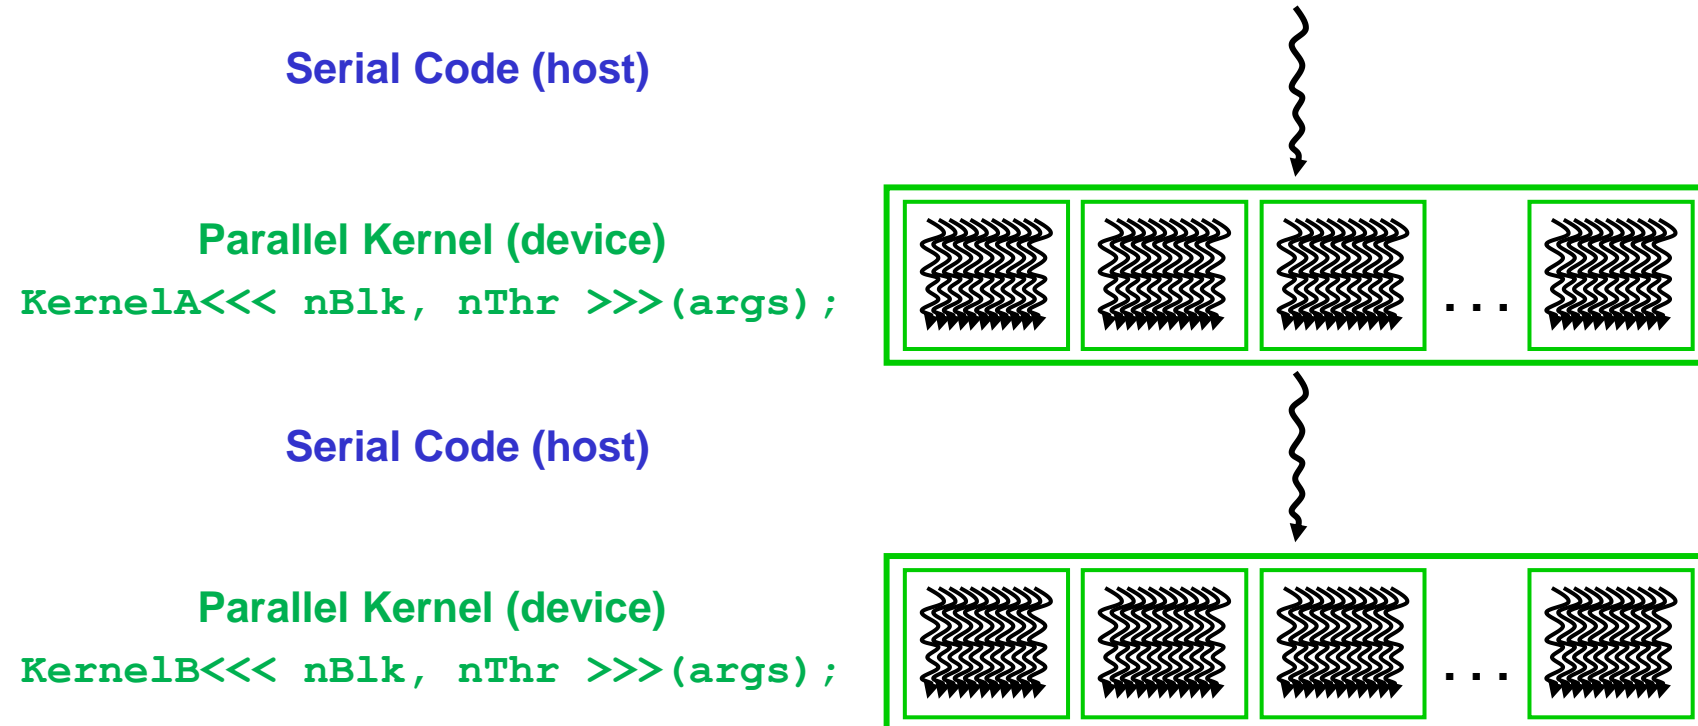 Serial Code (host)
Parallel Kernel (device)
KernelA<<< nBlk, nThr >>>(args);
. . .
Serial Code (host)
Parallel Kernel (device)
KernelB<<< nBlk, nThr >>>(args);
. . .